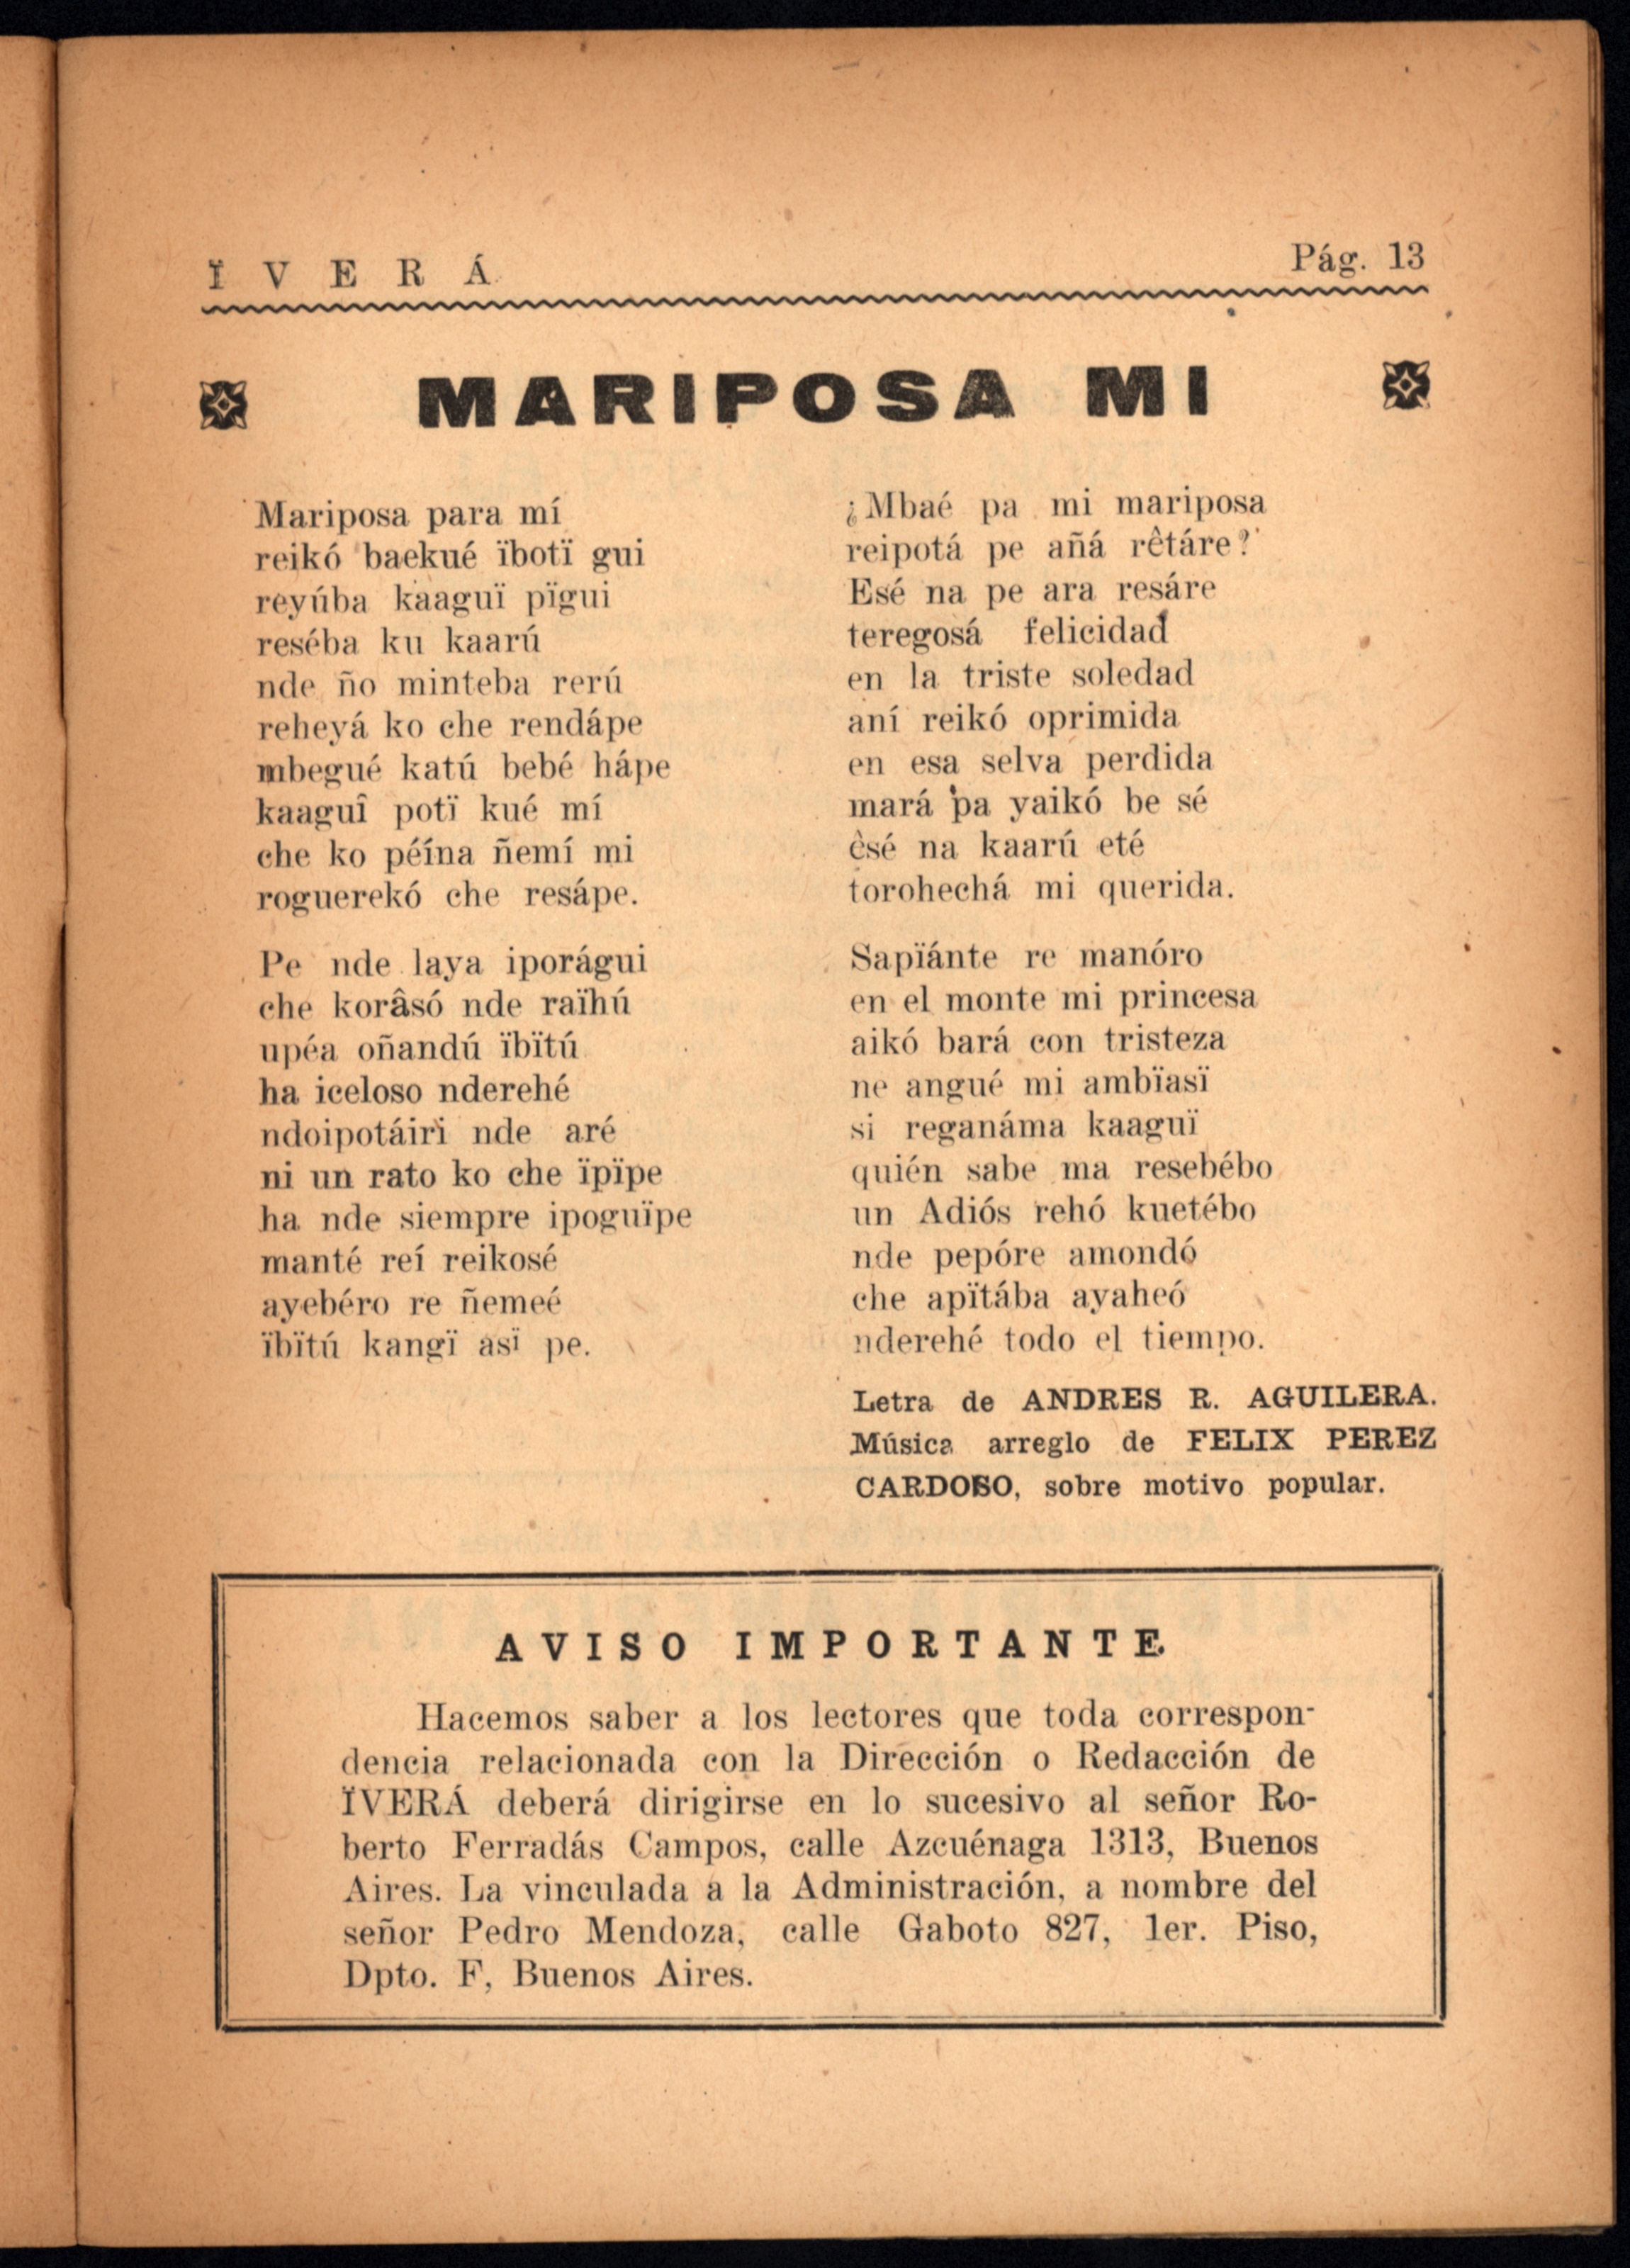 Ï V E R Á
Pág. 13
MARIPOSA MI
Mariposa para mí
reikó baekué ïbotï gui
reyúba kaaguï pïgui
reséba ku kaarú
nde ño minteba rerú
reheyá ko che rendápe
mbegué katú bebé hápe
kaaguî potï kué mí
che ko péína ñemí mi
roguerekó che resápe.
Pe nde laya iporágui
che korâsó nde raïhú
upéa oñandú ïbïtú
ha iceloso nderehé
ndoipotáiri nde aré
ni un rato ko che ïpïpe
ha nde siempre ipoguïpe
manté reí reikosé
ayebéro re ñemeé
ïbïtú kangï asï pe.
¿Mbaé pa mi mariposa
reipotá pe añá rêtáre?
Esé na pe ara resáre
teregosá felicidad
en la triste soledad
aní reikó oprimida
en esa selva perdida
mará pa yaikó be sé
êsé na kaarú eté
torohechá mi querida.
Sapïánte re manóro
en el monte mi princesa
aikó bará con tristeza
ne angué mi ambïasï
si reganáma kaaguï
quién sabe ma resebébo
un Adiós rehó kuetébo
nde pepóre amondó
che apïtába ayaheó
nderehé todo el tiempo.
Letra de ANDRES R. AGUILERA.
Música arreglo de FELIX PEREZ
CARDOSO, sobre motivo popular.
AVISO IMPORTANTE
Hacemos saber a los lectores que toda correspon-
dencia relacionada con la Dirección o Redacción de
ÏVERÁ deberá dirigirse en lo sucesivo al señor Ro-
berto Ferradás Campos, calle Azcuénaga 1313, Buenos
Aires. La vinculada a la Administración, a nombre del
señor Pedro Mendoza, calle Gaboto 827, 1er. Piso,
Dpto. F, Buenos Aires.